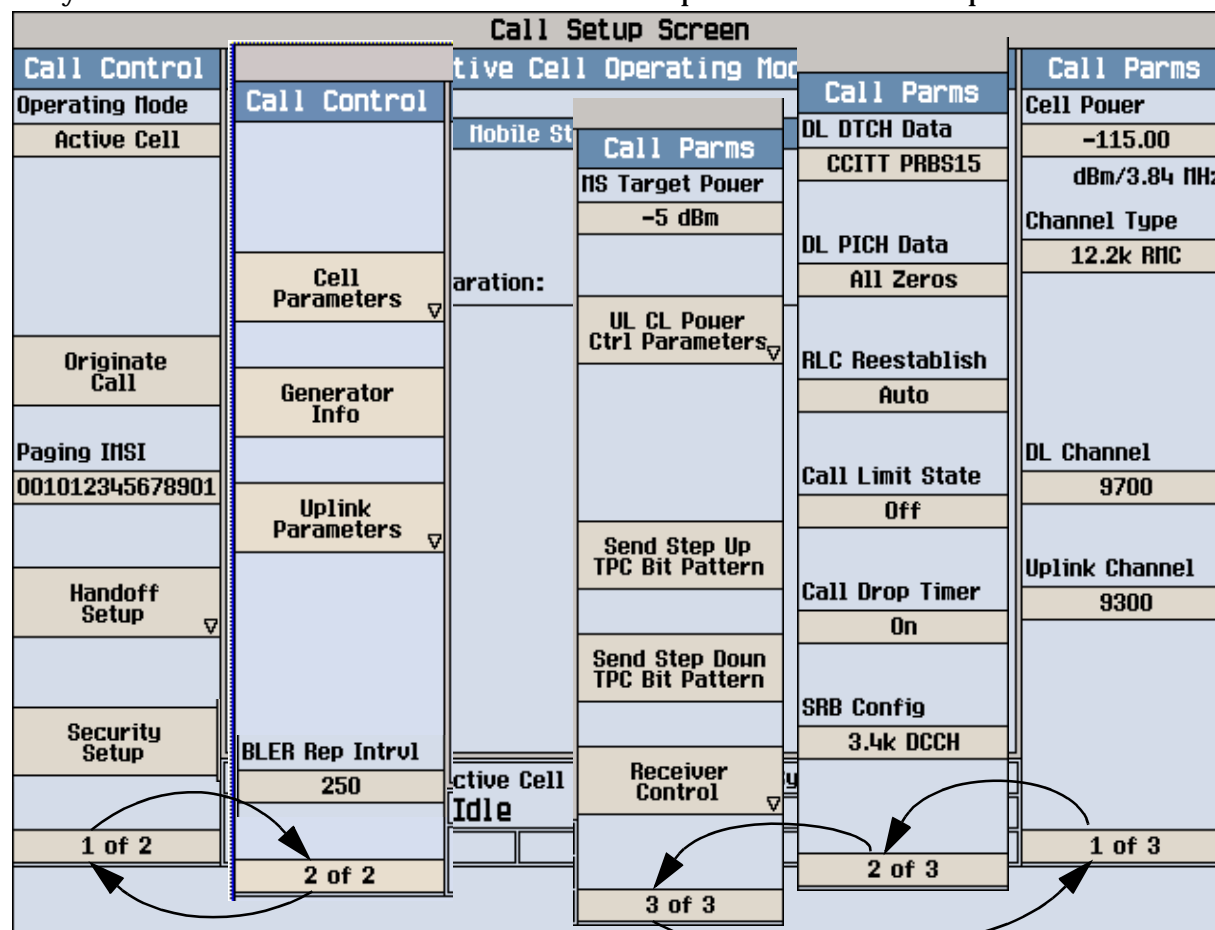 Call Setup Screen
Call Control
Operating Mode
Active Cell
Originate
Call
Paging IMSI
001012345678901
Handoff
Setup
Security
Setup
1 of 2
Call Control
Cell
Parameters
Generator
Info
Uplink
Parameters
BLER Rep Intrvl
250
2 of 2
tive Cell Operating Mod
Mobile St
aration:
ctive Cell
Idle
Call Parms
MS Target Power
-5 dBm
UL CL Power
Ctrl Parameters
Send Step Up
TPC Bit Pattern
Send Step Down
TPC Bit Pattern
Receiver
Control
3 of 3
Call Parms
DL DTCH Data
CCITT PRBS15
DL PICH Data
All Zeros
RLC Reestablish
Auto
Call Limit State
Off
Call Drop Timer
On
SRB Config
3.4k DCCH
2 of 3
Call Parms
Cell Power
-115.00
dBm/3.84 MHz
Channel Type
12.2k RMC
DL Channel
9700
Uplink Channel
9300
1 of 3